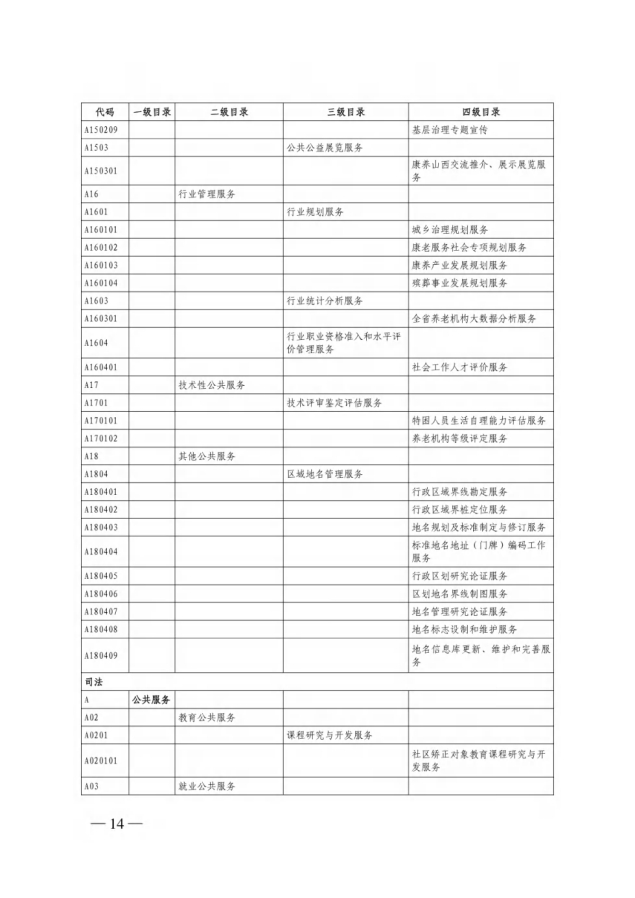 代码 一级目录 二级目录 三级目录 四级目录
A150209 基层治理专题宣传
A1503 公共公益展览服务
A150301 康养山西交流推介、展示展览服
务
A16 行业管理服务
A1601 行业规划服务
A160101 城乡治理规划服务
A160102 康老服务社会专项规划服务
A160103 康养产业发展规划服务
A160104 殡葬事业发展规划服务
A1603 行业统计分析服务
A160301 全省养老机构大数据分析服务
A1604 行业职业资格准入和水平评
价管理服务
A160401 社会工作人才评价服务
A17 技术性公共服务
A1701 技术评审鉴定评估服务
A170101 特困人员生活自理能力评估服务
A170102 养老机构等级评定服务
A18 其他公共服务
A1804 区域地名管理服务
A180401 行政区域界线勘定服务
A180402 行政区域界桩定位服务
A180403 地名规划及标准制定与修订服务
A180404 标准地名地址（门牌）编码工作
服务
A180405 行政区划研究论证服务
A180406 区划地名界线制图服务
A180407 地名管理研究论证服务
A180408 地名标志设制和维护服务
A180409 地名信息库更新、维护和完善服
务
司法
A 公共服务
A02 教育公共服务
A0201 课程研究与开发服务
A020101 社区矫正对象教育课程研究与开
发服务
A03 就业公共服务
— 14 —